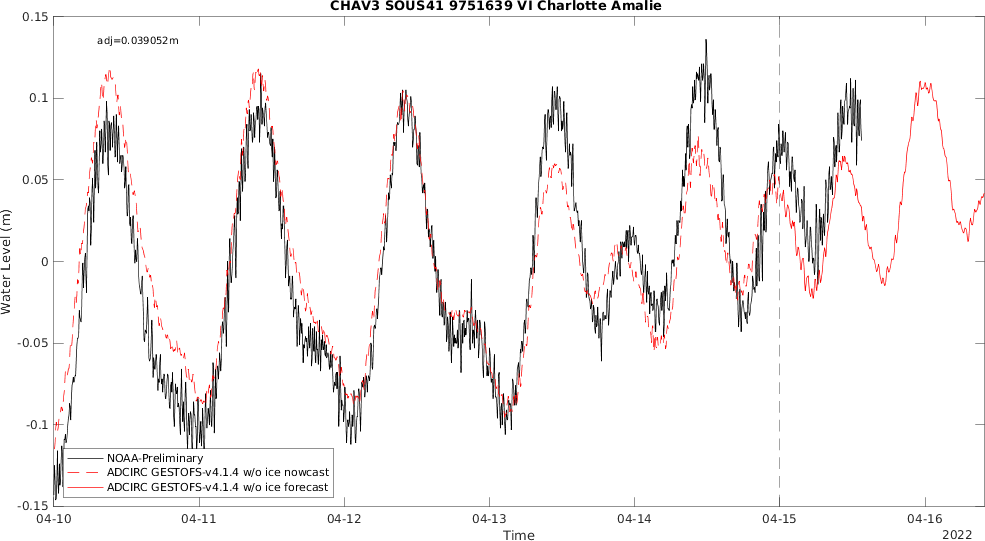 CHAV3 SOUS41 9751639 VI Charlotte Amalie
adj=0.039052m
0.15
0.1
0.05
0
-0.05
-0.1
-0.15
Water Level (m)
NOAA-Preliminary
ADCIRC GESTOFS-v4.1.4 w/o ice nowcast
ADCIRC GESTOFS-v4.1.4 w/o ice forecast
04-10 04-11 04-12 04-13 04-14 04-15 04-16
Time
2022